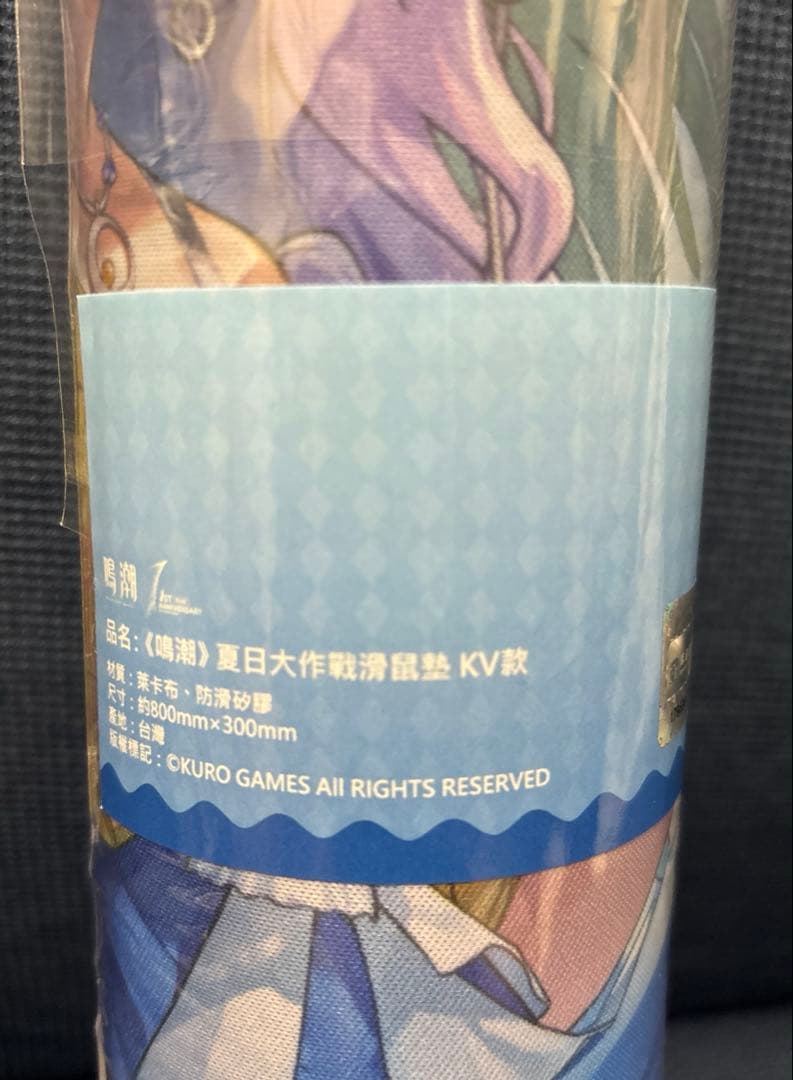 鳴潮 1ST ANNIVERSARY
品名：《鳴潮》夏日大作戰滑鼠墊 KV款
材質：萊卡布、防滑矽膠
尺寸：約800mm×300mm
產地：台灣
版權標記：©KURO GAMES All RIGHTS RESERVED